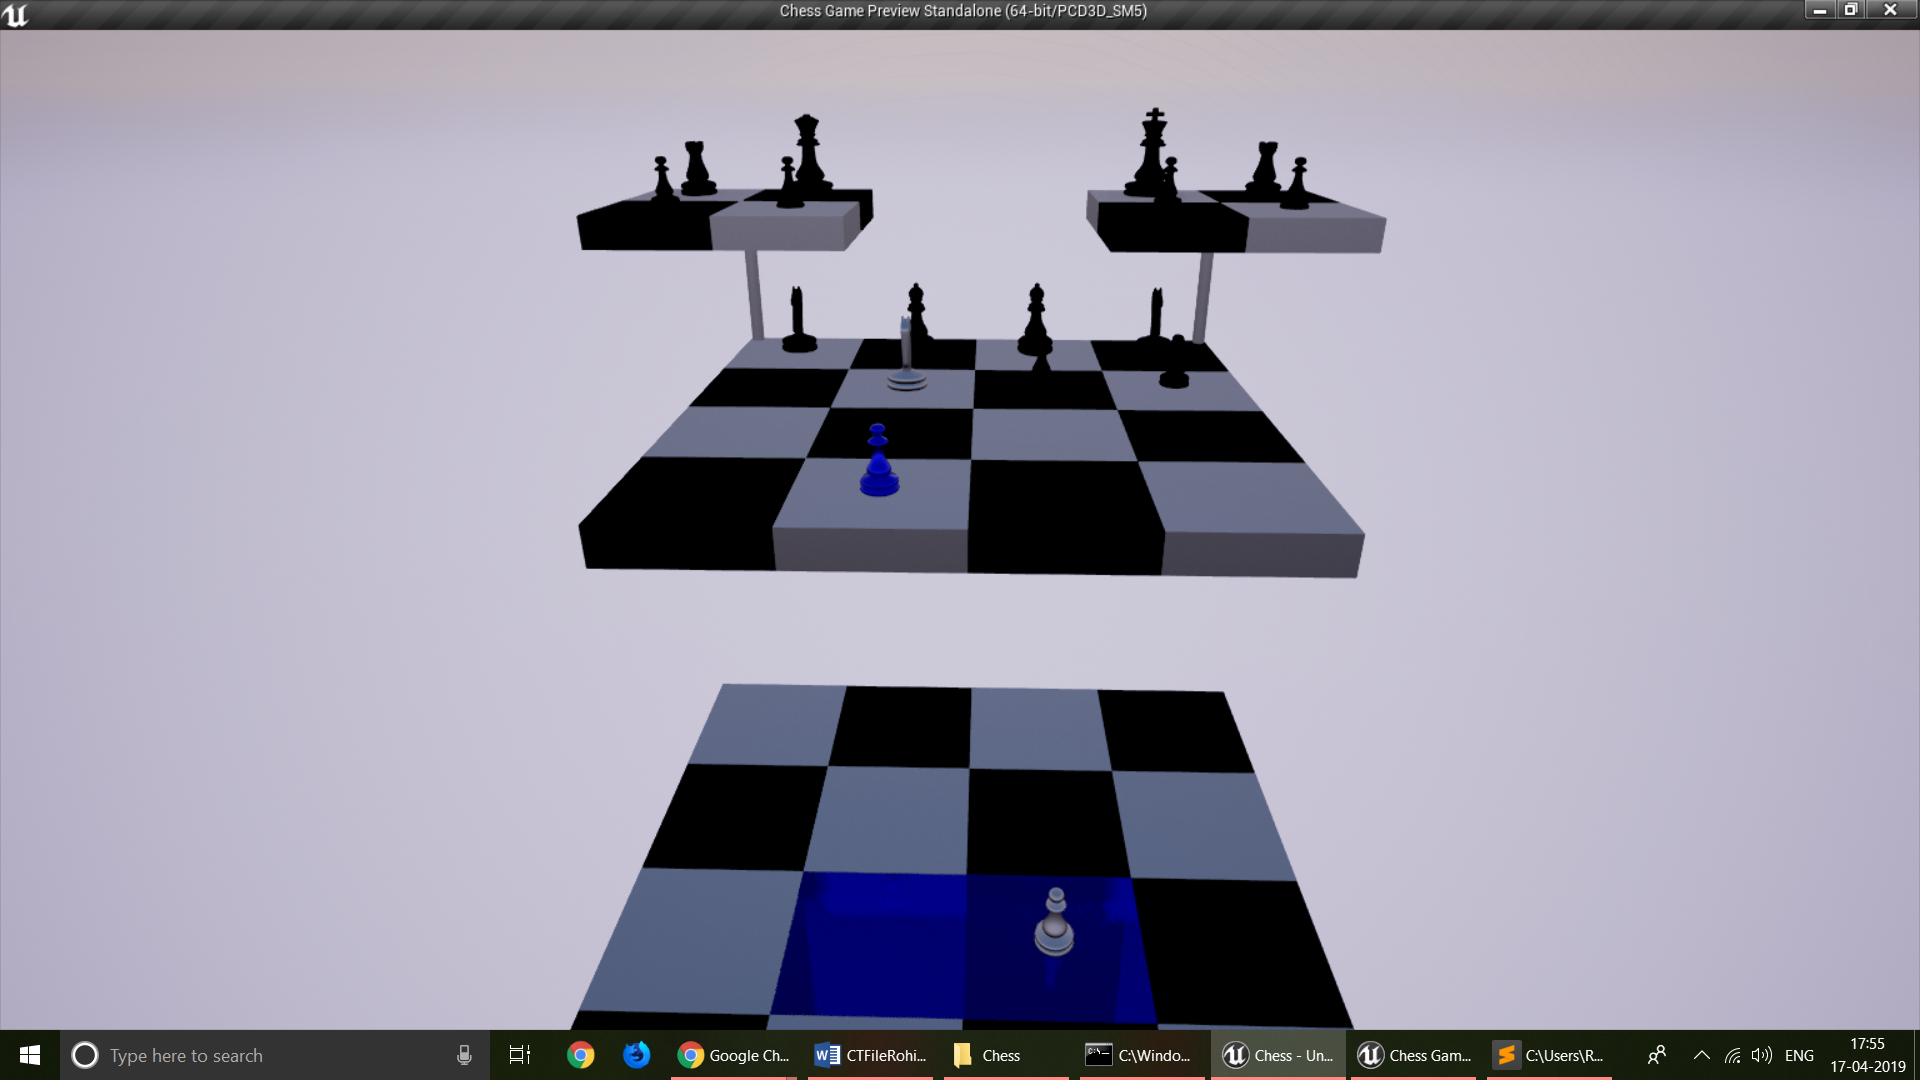 Chess Game Preview Standalone (64-bit/PCD3D_SM5)
Type here to search
Google Ch...
CTFileRohi...
Chess
C:\Windo...
Chess - Un...
Chess Gam...
C:\Users\R...
ENG
17:55
17-04-2019